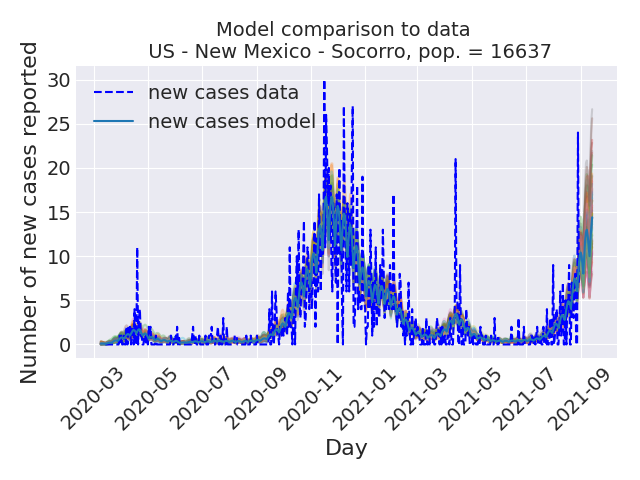 Model comparison to data
US - New Mexico - Socorro, pop. = 16637
Number of new cases reported
30
25
20
15
10
5
0
new cases data
new cases model
2020-03
2020-05
2020-07
2020-09
2020-11
2021-01
2021-03
2021-05
2021-07
2021-09
Day